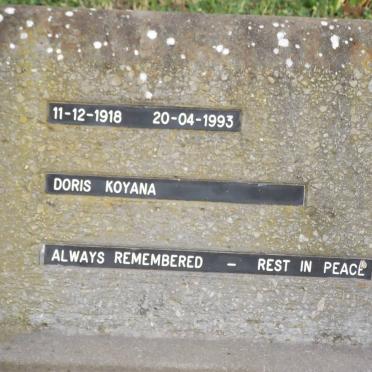 11-12-1918 20-04-1993
DORIS KOYANA
ALWAYS REMEMBERED – REST IN PEACE